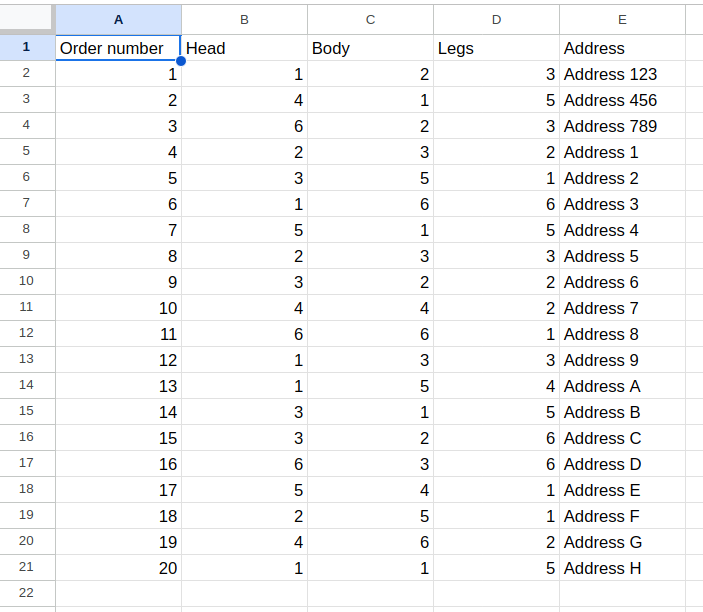 A B C D E
1 Order number Head Body Legs Address
2 1 1 2 3 Address 123
3 2 4 1 5 Address 456
4 3 6 2 3 Address 789
5 4 2 3 2 Address 1
6 5 3 5 1 Address 2
7 6 1 6 6 Address 3
8 7 5 1 5 Address 4
9 8 2 3 3 Address 5
10 9 3 2 2 Address 6
11 10 4 4 2 Address 7
12 11 6 6 1 Address 8
13 12 1 3 3 Address 9
14 13 1 5 4 Address A
15 14 3 1 5 Address B
16 15 3 2 6 Address C
17 16 6 3 6 Address D
18 17 5 4 1 Address E
19 18 2 5 1 Address F
20 19 4 6 2 Address G
21 20 1 1 5 Address H
22